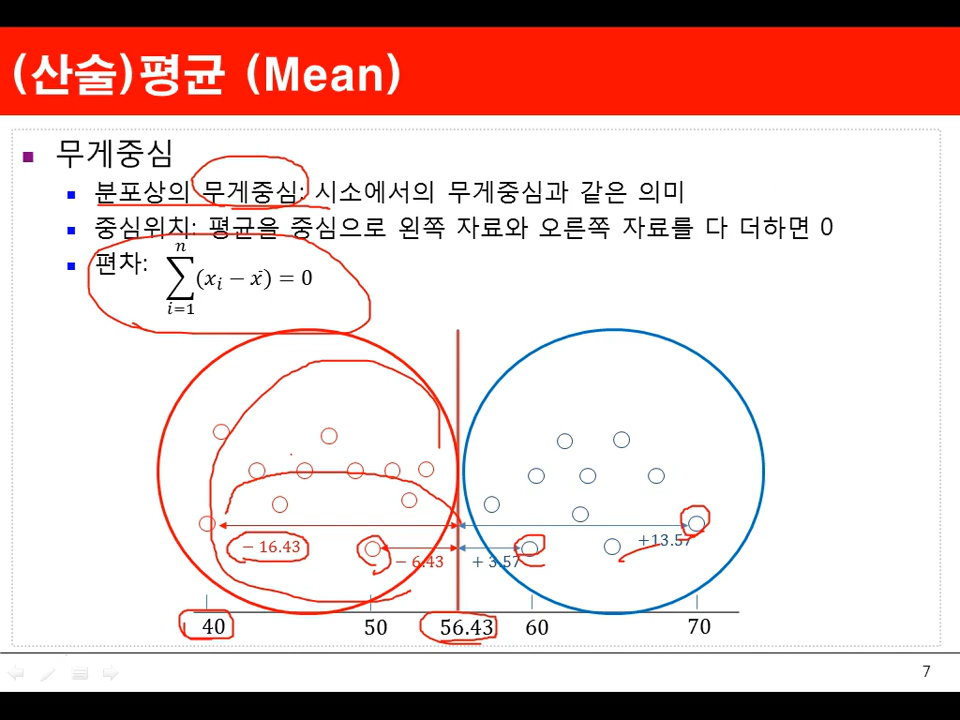 (산술)평균 (Mean)
무게중심
분포상의 무게중심: 시소에서의 무게중심과 같은 의미
중심위치: 평균을 중심으로 왼쪽 자료와 오른쪽 자료를 다 더하면 0
편차: \sum_{i=1}^{n}(x_i − x̄) = 0
− 16.43
+13.57
− 6.43
+ 3.57
40
50
56.43
60
70
7